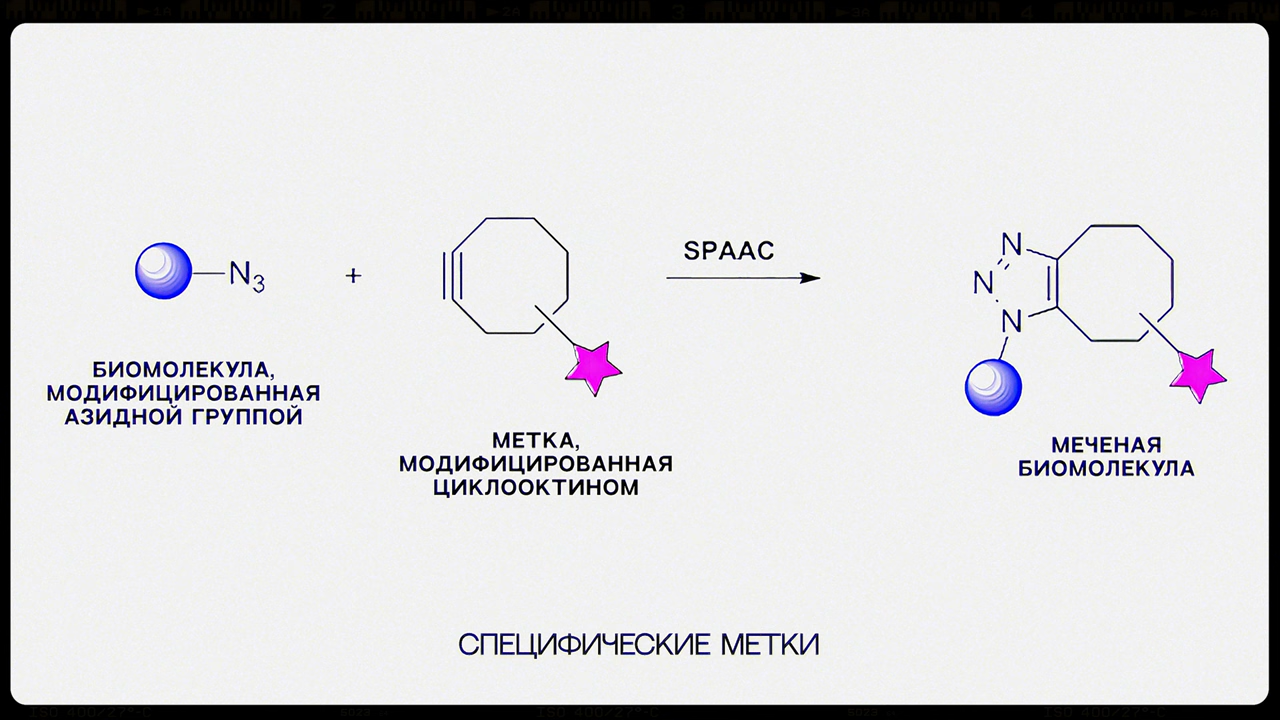 N3
+
SPAAC
N
N
N
БИОМОЛЕКУЛА,
МОДИФИЦИРОВАННАЯ
АЗИДНОЙ ГРУППОЙ
МЕТКА,
МОДИФИЦИРОВАННАЯ
ЦИКЛООКТИНОМ
МЕЧЕНАЯ
БИОМОЛЕКУЛА
СПЕЦИФИЧЕСКИЕ МЕТКИ